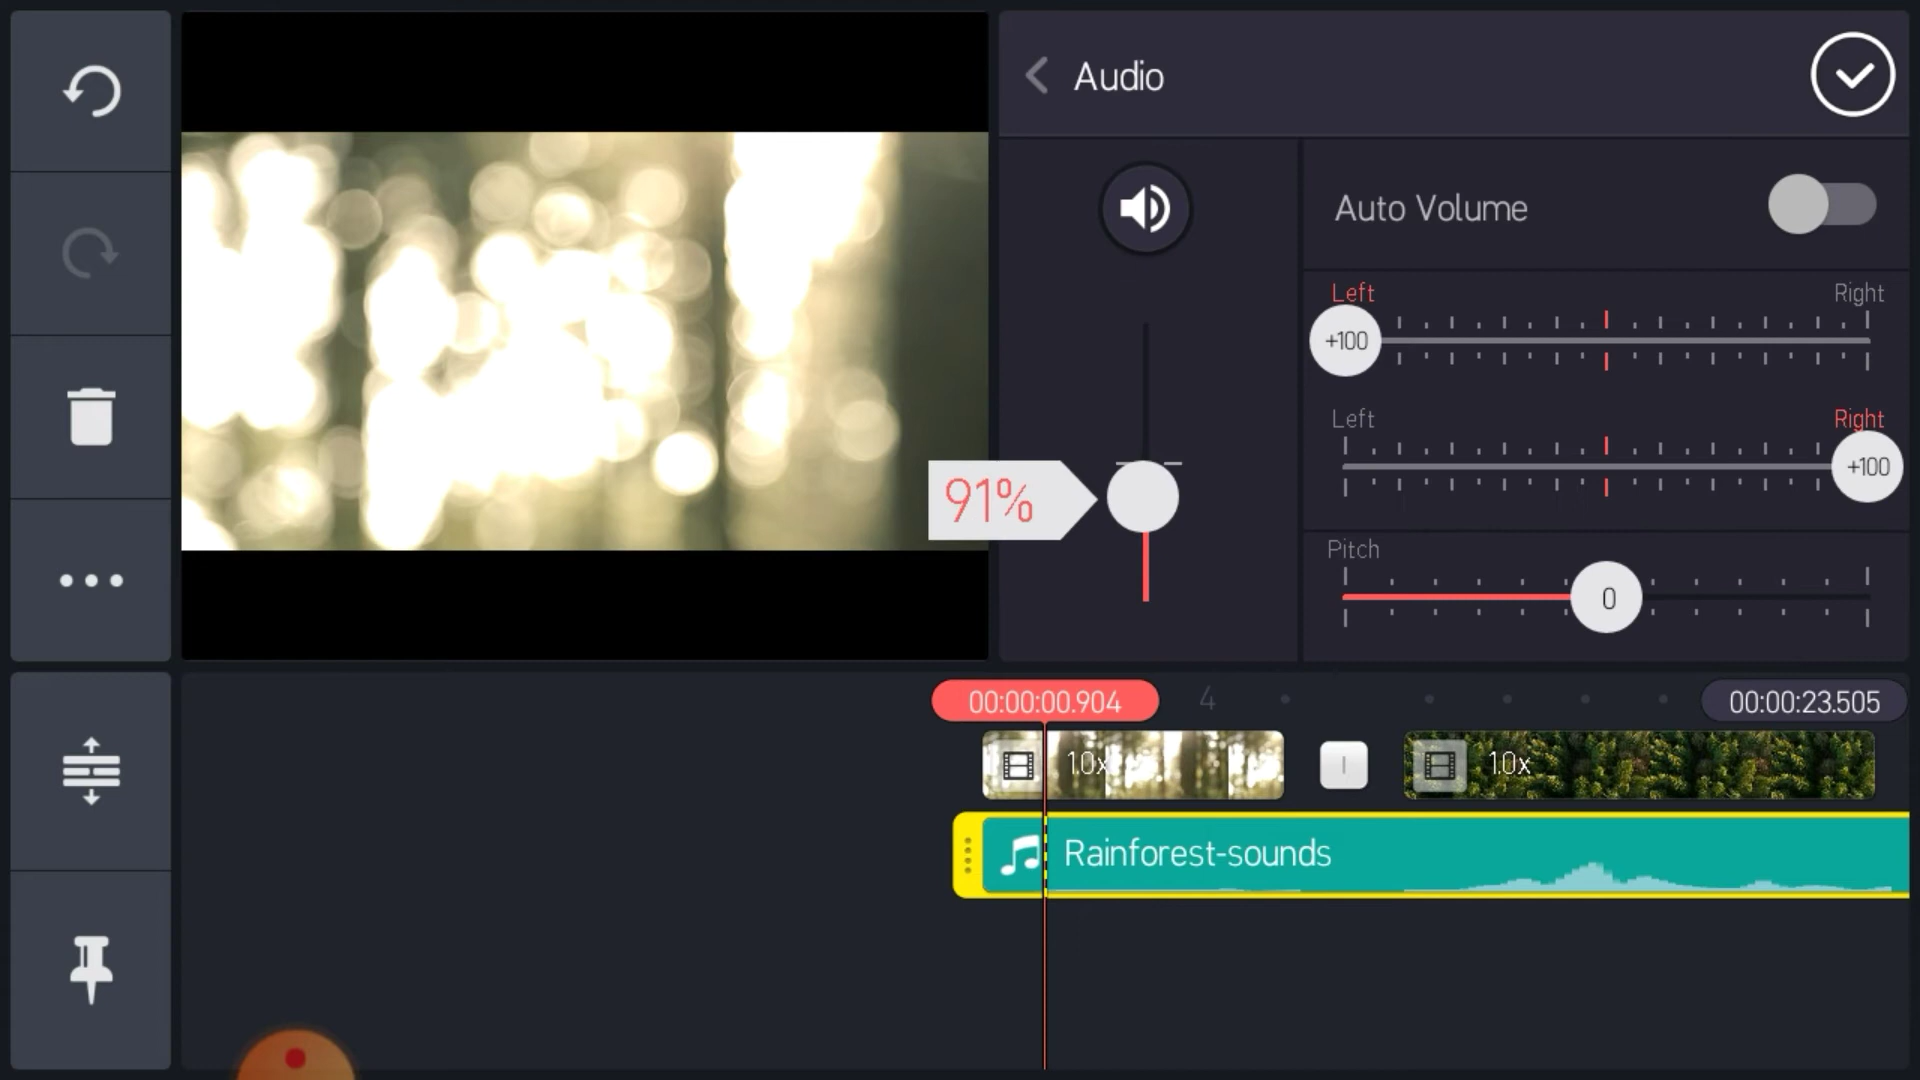 Audio
Auto Volume
Left
Right
+100
Left
Right
+100
91%
Pitch
0
00:00:00.904
4
00:00:23.505
1.0x
1.0x
Rainforest-sounds